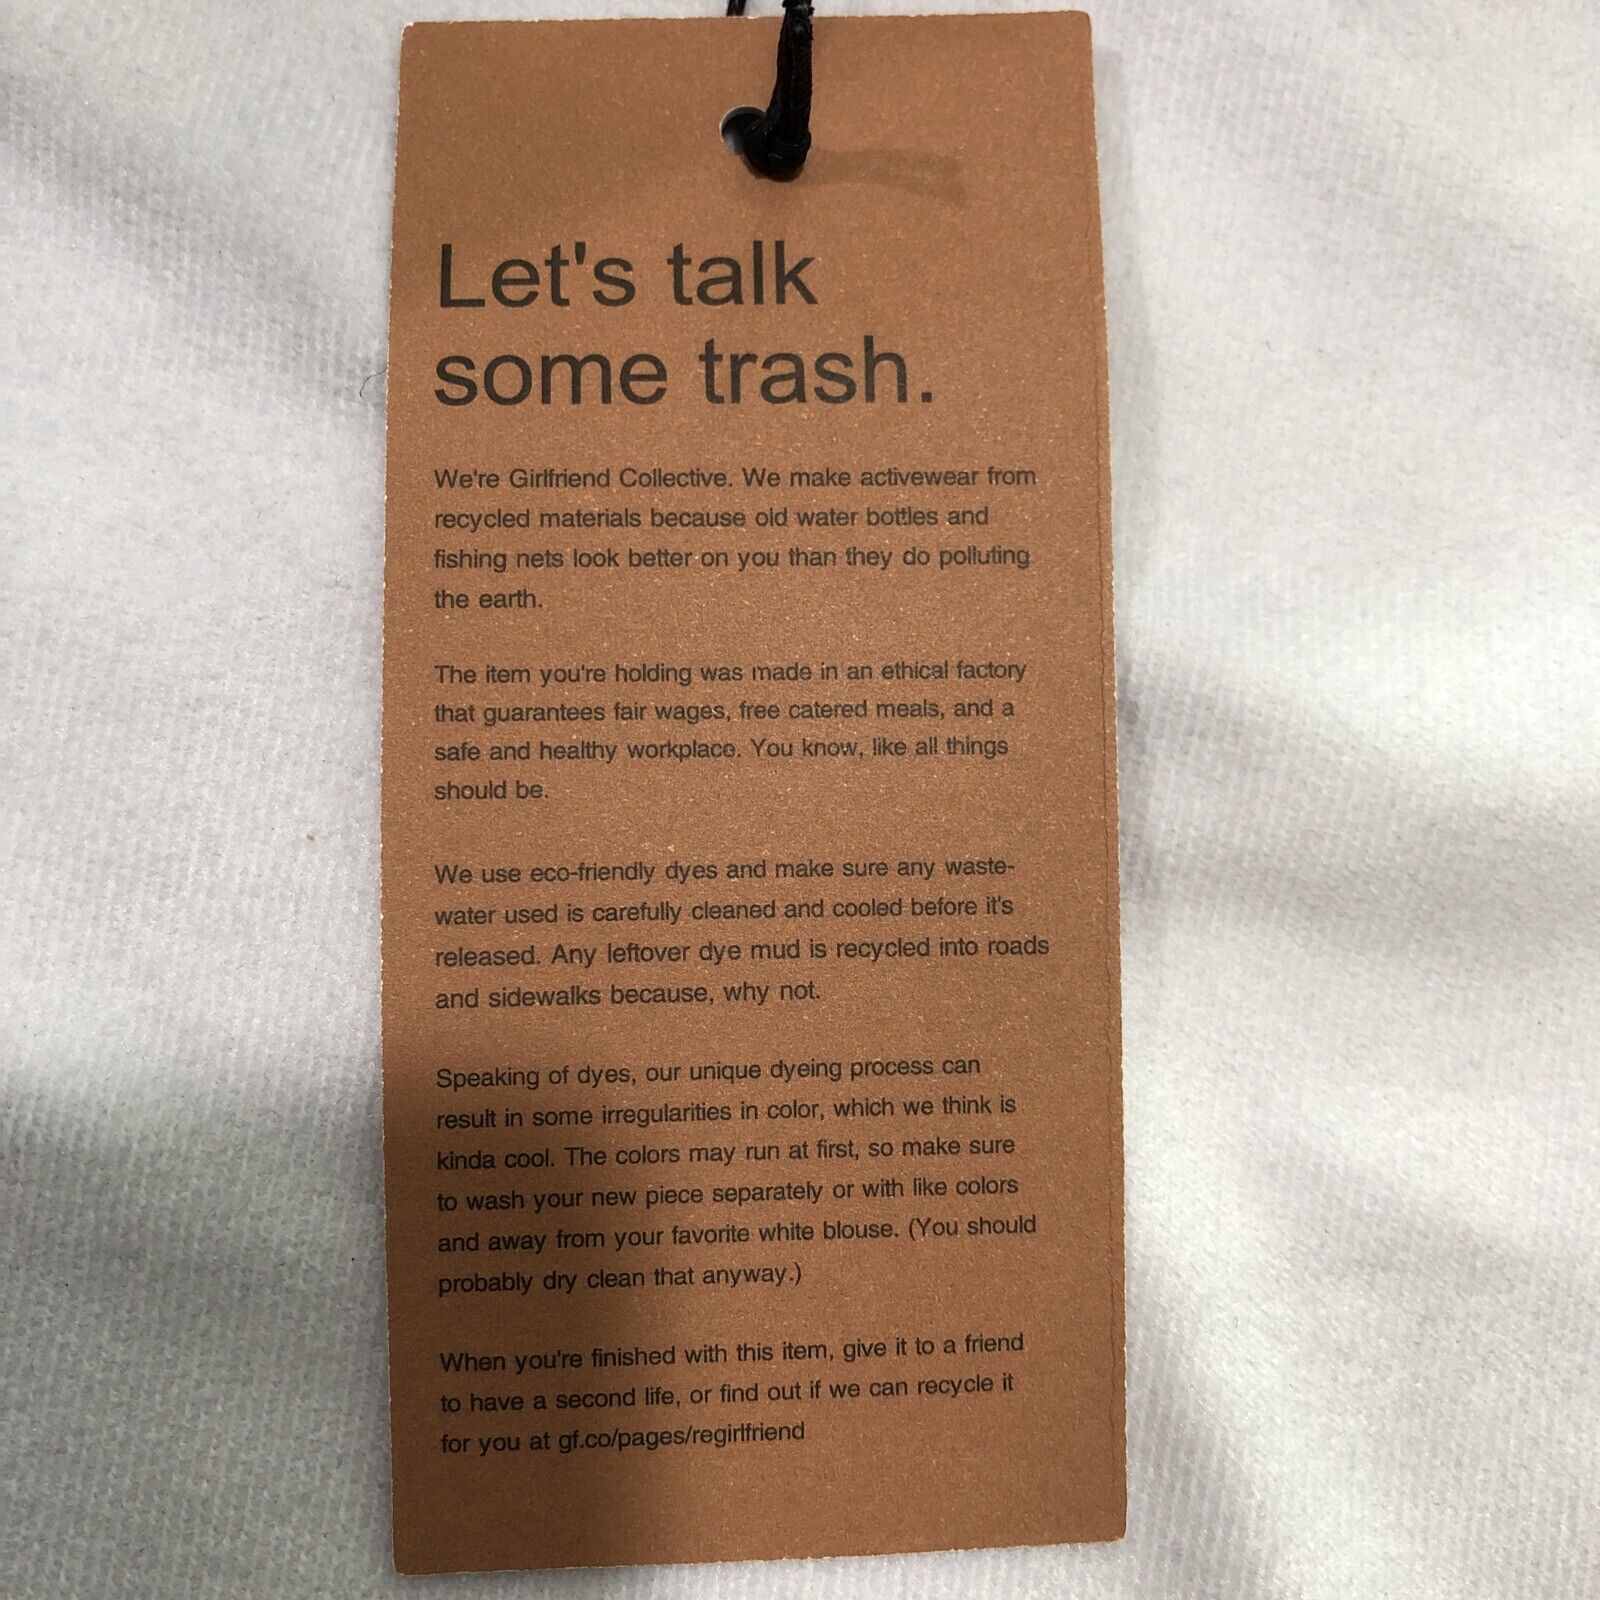 Let's talk
some trash.
We're Girlfriend Collective. We make activewear from
recycled materials because old water bottles and
fishing nets look better on you than they do polluting
the earth.
The item you're holding was made in an ethical factory
that guarantees fair wages, free catered meals, and a
safe and healthy workplace. You know, like all things
should be.
We use eco-friendly dyes and make sure any waste-
water used is carefully cleaned and cooled before it's
released. Any leftover dye mud is recycled into roads
and sidewalks because, why not.
Speaking of dyes, our unique dyeing process can
result in some irregularities in color, which we think is
kinda cool. The colors may run at first, so make sure
to wash your new piece separately or with like colors
and away from your favorite white blouse. (You should
probably dry clean that anyway.)
When you're finished with this item, give it to a friend
to have a second life, or find out if we can recycle it
for you at gf.co/pages/regirlfriend